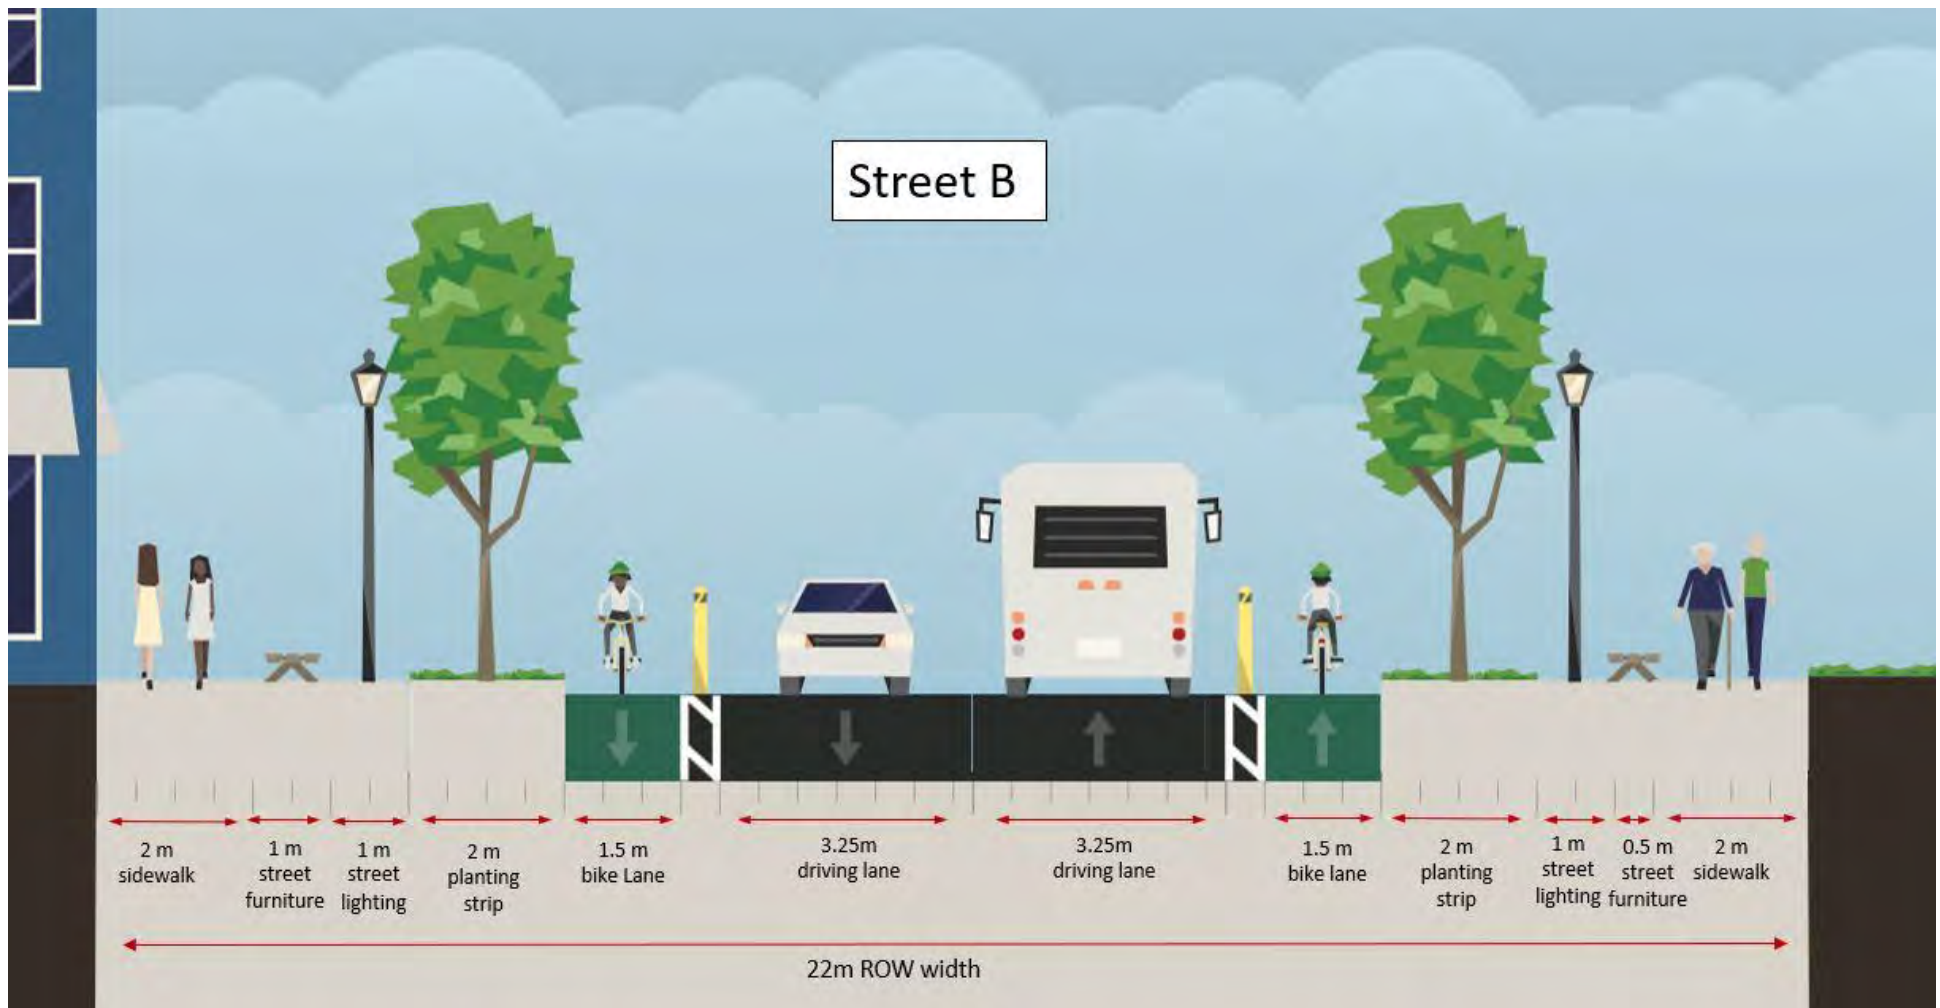 Street B
2 m
sidewalk
1 m
street
furniture
1 m
street
lighting
2 m
planting
strip
1.5 m
bike Lane
3.25m
driving lane
3.25m
driving lane
1.5 m
bike lane
2 m
planting
strip
1 m
street
lighting
0.5 m
street
furniture
2 m
sidewalk
22m ROW width